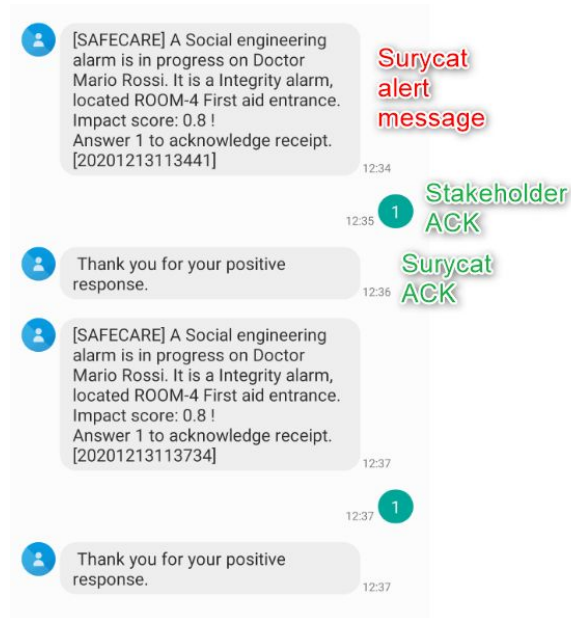 [SAFECARE] A Social engineering
alarm is in progress on Doctor
Mario Rossi. It is a Integrity alarm,
located ROOM-4 First aid entrance.
Impact score: 0.8 !
Answer 1 to acknowledge receipt.
[20201213113441]
12:34
Surycat
alert
message
12:35
1
Stakeholder
ACK
Thank you for your positive
response.
12:36
Surycat
ACK
[SAFECARE] A Social engineering
alarm is in progress on Doctor
Mario Rossi. It is a Integrity alarm,
located ROOM-4 First aid entrance.
Impact score: 0.8 !
Answer 1 to acknowledge receipt.
[20201213113734]
12:37
12:37
1
Thank you for your positive
response.
12:37